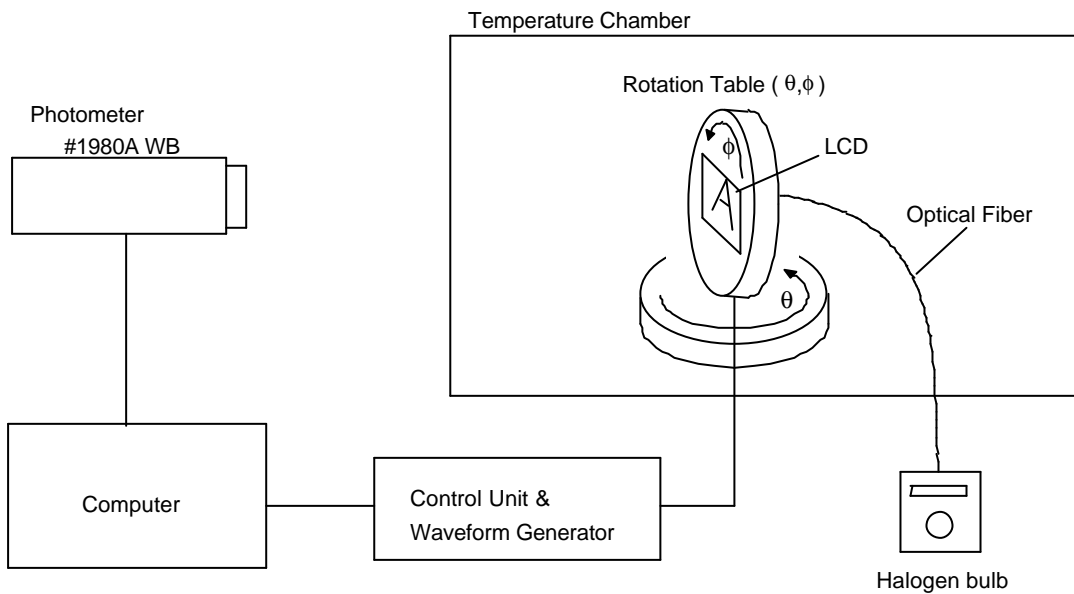 Temperature Chamber
Rotation Table ( θ,ϕ )
Photometer
#1980A WB
ϕ
LCD
A
Optical Fiber
θ
Computer
Control Unit &
Waveform Generator
Halogen bulb